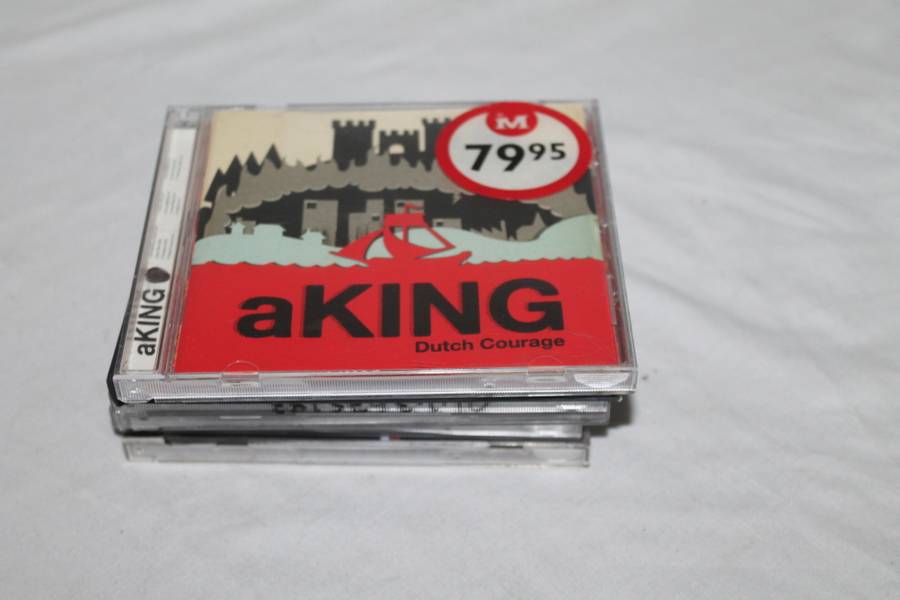 M
79 95
aKING
Dutch Courage
aKING